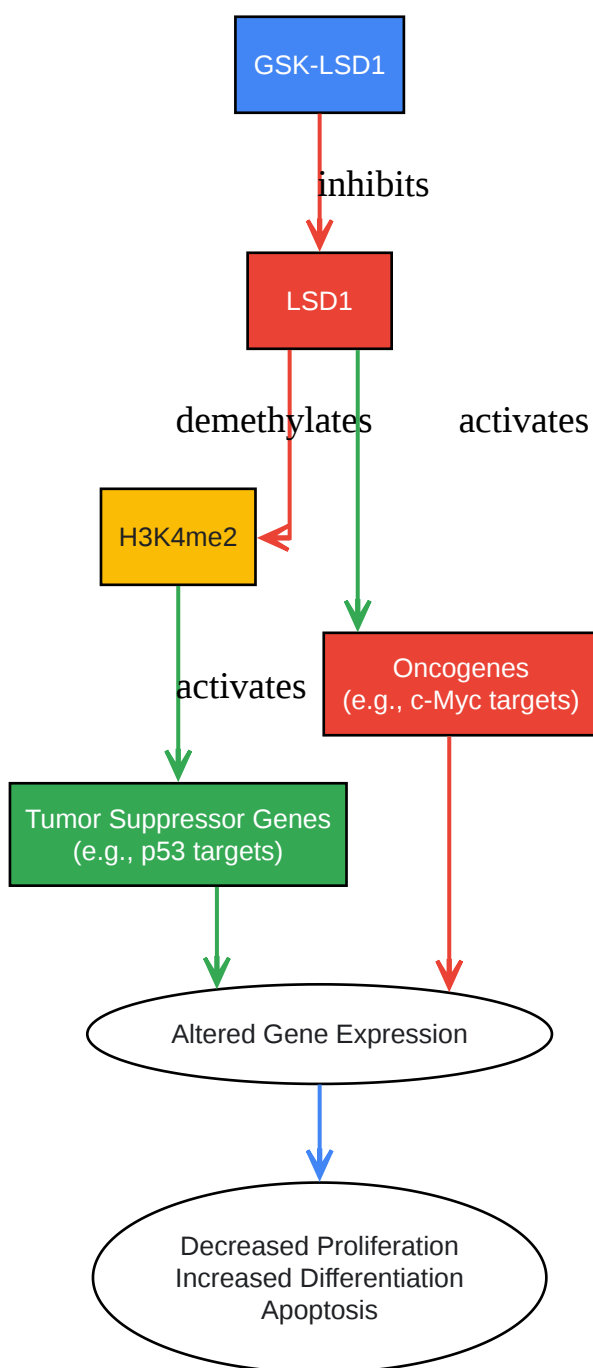 GSK-LSD1
inhibits
LSD1
demethylates
activates
H3K4me2
Oncogenes
(e.g., c-Myc targets)
activates
Tumor Suppressor Genes
(e.g., p53 targets)
Altered Gene Expression
Decreased Proliferation
Increased Differentiation
Apoptosis